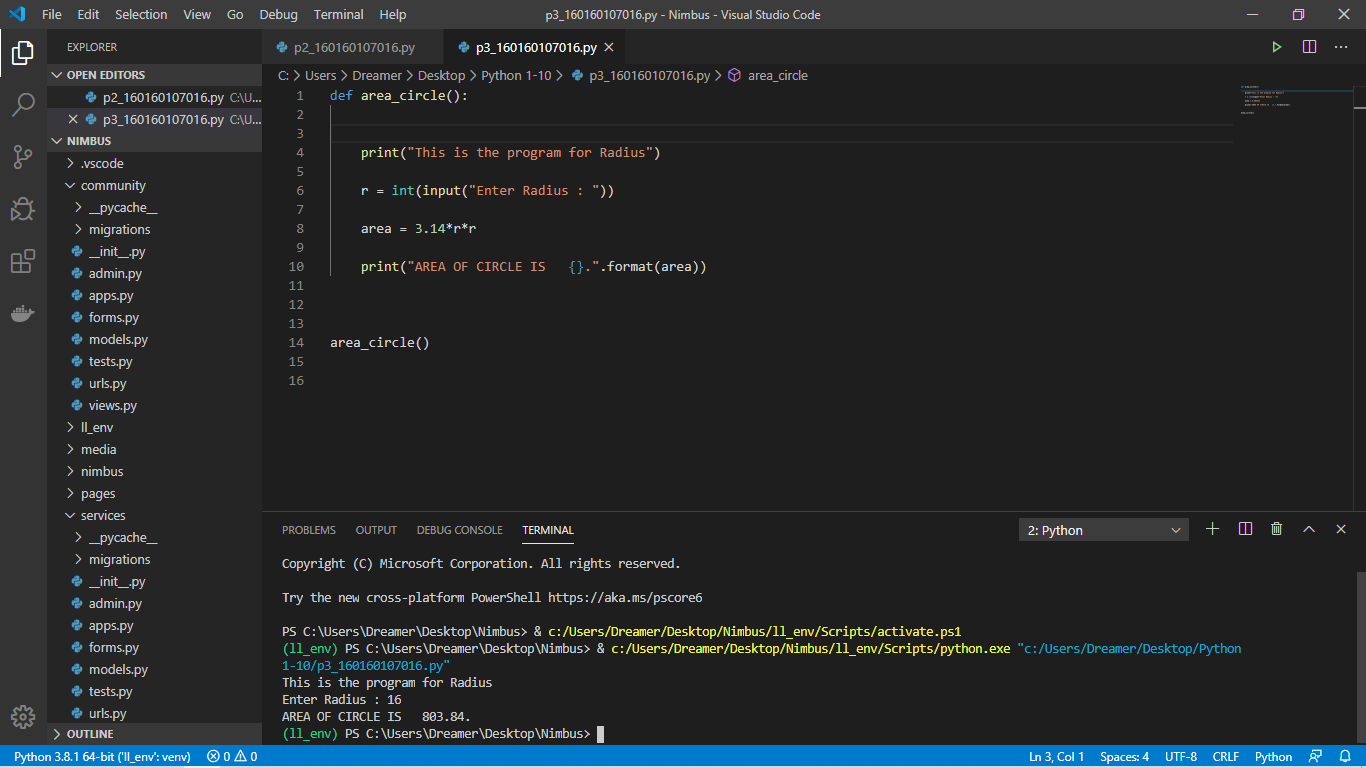 File Edit Selection View Go Debug Terminal Help p3_160160107016.py - Nimbus - Visual Studio Code
EXPLORER
OPEN EDITORS
p2_160160107016.py C:\U...
p3_160160107016.py C:\U...
NIMBUS
.vscode
community
__pycache__
migrations
__init__.py
admin.py
apps.py
forms.py
models.py
tests.py
urls.py
views.py
ll_env
media
nimbus
pages
services
__pycache__
migrations
__init__.py
admin.py
apps.py
forms.py
models.py
tests.py
urls.py
OUTLINE
p2_160160107016.py p3_160160107016.py
C: > Users > Dreamer > Desktop > Python 1-10 > p3_160160107016.py > area_circle
1 def area_circle():
2
3
4 print("This is the program for Radius")
5
6 r = int(input("Enter Radius : "))
7
8 area = 3.14*r*r
9
10 print("AREA OF CIRCLE IS   {}.".format(area))
11
12
13
14 area_circle()
15
16
PROBLEMS OUTPUT DEBUG CONSOLE TERMINAL 2: Python
Copyright (C) Microsoft Corporation. All rights reserved.
Try the new cross-platform PowerShell https://aka.ms/pscore6
PS C:\Users\Dreamer\Desktop\Nimbus> & c:/Users/Dreamer/Desktop/Nimbus/ll_env/Scripts/activate.ps1
(ll_env) PS C:\Users\Dreamer\Desktop\Nimbus> & c:/Users/Dreamer/Desktop/Nimbus/ll_env/Scripts/python.exe "c:/Users/Dreamer/Desktop/Python
1-10/p3_160160107016.py"
This is the program for Radius
Enter Radius : 16
AREA OF CIRCLE IS   803.84.
(ll_env) PS C:\Users\Dreamer\Desktop\Nimbus>
Python 3.8.1 64-bit ('ll_env': venv) 0 0 Ln 3, Col 1 Spaces: 4 UTF-8 CRLF Python